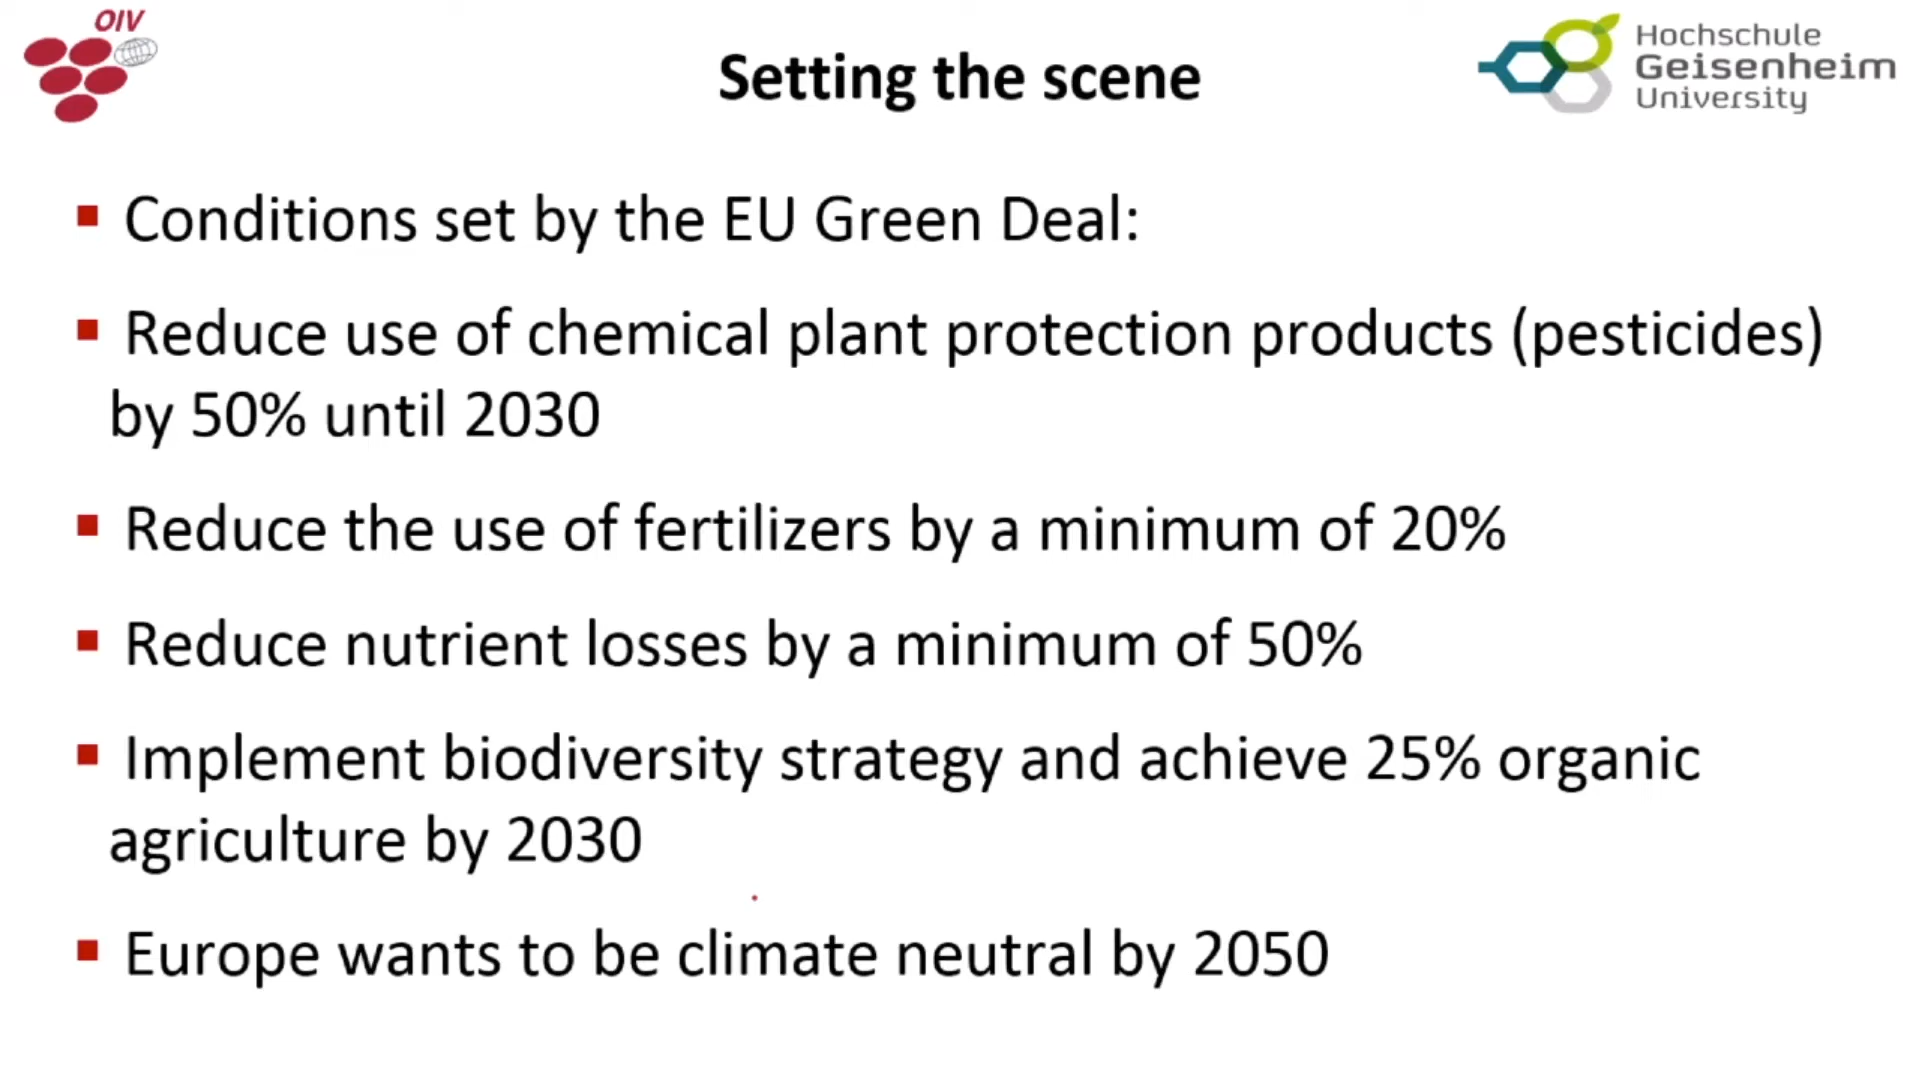 OIV
Setting the scene
Hochschule
Geisenheim
University
▪ Conditions set by the EU Green Deal:
▪ Reduce use of chemical plant protection products (pesticides)
by 50% until 2030
▪ Reduce the use of fertilizers by a minimum of 20%
▪ Reduce nutrient losses by a minimum of 50%
▪ Implement biodiversity strategy and achieve 25% organic
agriculture by 2030
▪ Europe wants to be climate neutral by 2050